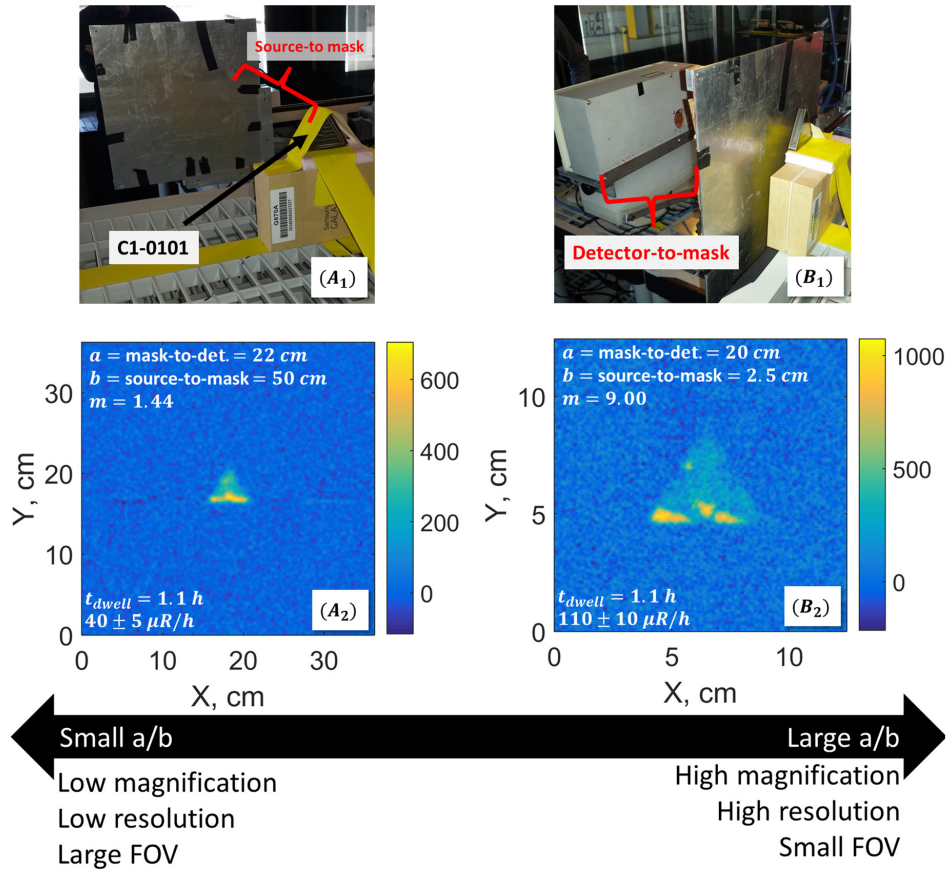 Source-to mask
C1-0101
G870A
Samsung
GALA
(A₁)
Detector-to-mask
(B₁)
a = mask-to-det. = 22 cm
b = source-to-mask = 50 cm
m = 1.44
30
20
10
0
Y, cm
0
10
20
30
X, cm
t_dwell = 1.1 h
40 ± 5 μR/h
(A₂)
600
400
200
0
a = mask-to-det. = 20 cm
b = source-to-mask = 2.5 cm
m = 9.00
10
5
0
Y, cm
0
5
10
X, cm
t_dwell = 1.1 h
110 ± 10 μR/h
(B₂)
1000
500
0
Small a/b
Large a/b
Low magnification
Low resolution
Large FOV
High magnification
High resolution
Small FOV